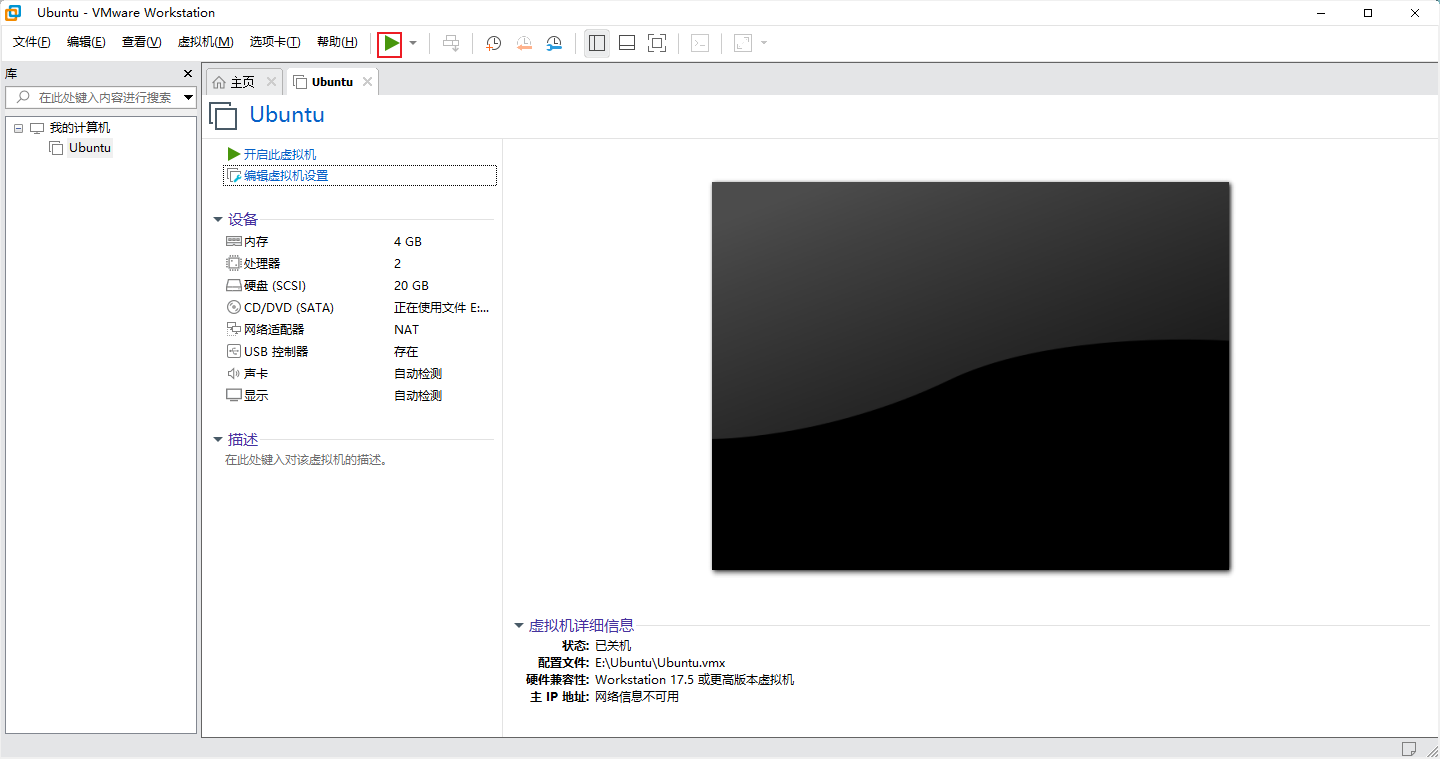 Ubuntu - VMware Workstation
文件(F) 编辑(E) 查看(V) 虚拟机(M) 选项卡(T) 帮助(H)
库
在此处键入内容进行搜索
我的计算机
Ubuntu
主页
Ubuntu
Ubuntu
开启此虚拟机
编辑虚拟机设置
设备
内存 4 GB
处理器 2
硬盘 (SCSI) 20 GB
CD/DVD (SATA) 正在使用文件 E:...
网络适配器 NAT
USB 控制器 存在
声卡 自动检测
显示 自动检测
描述
在此处键入对该虚拟机的描述。
虚拟机详细信息
状态: 已关机
配置文件: E:\Ubuntu\Ubuntu.vmx
硬件兼容性: Workstation 17.5 或更高版本虚拟机
主 IP 地址: 网络信息不可用